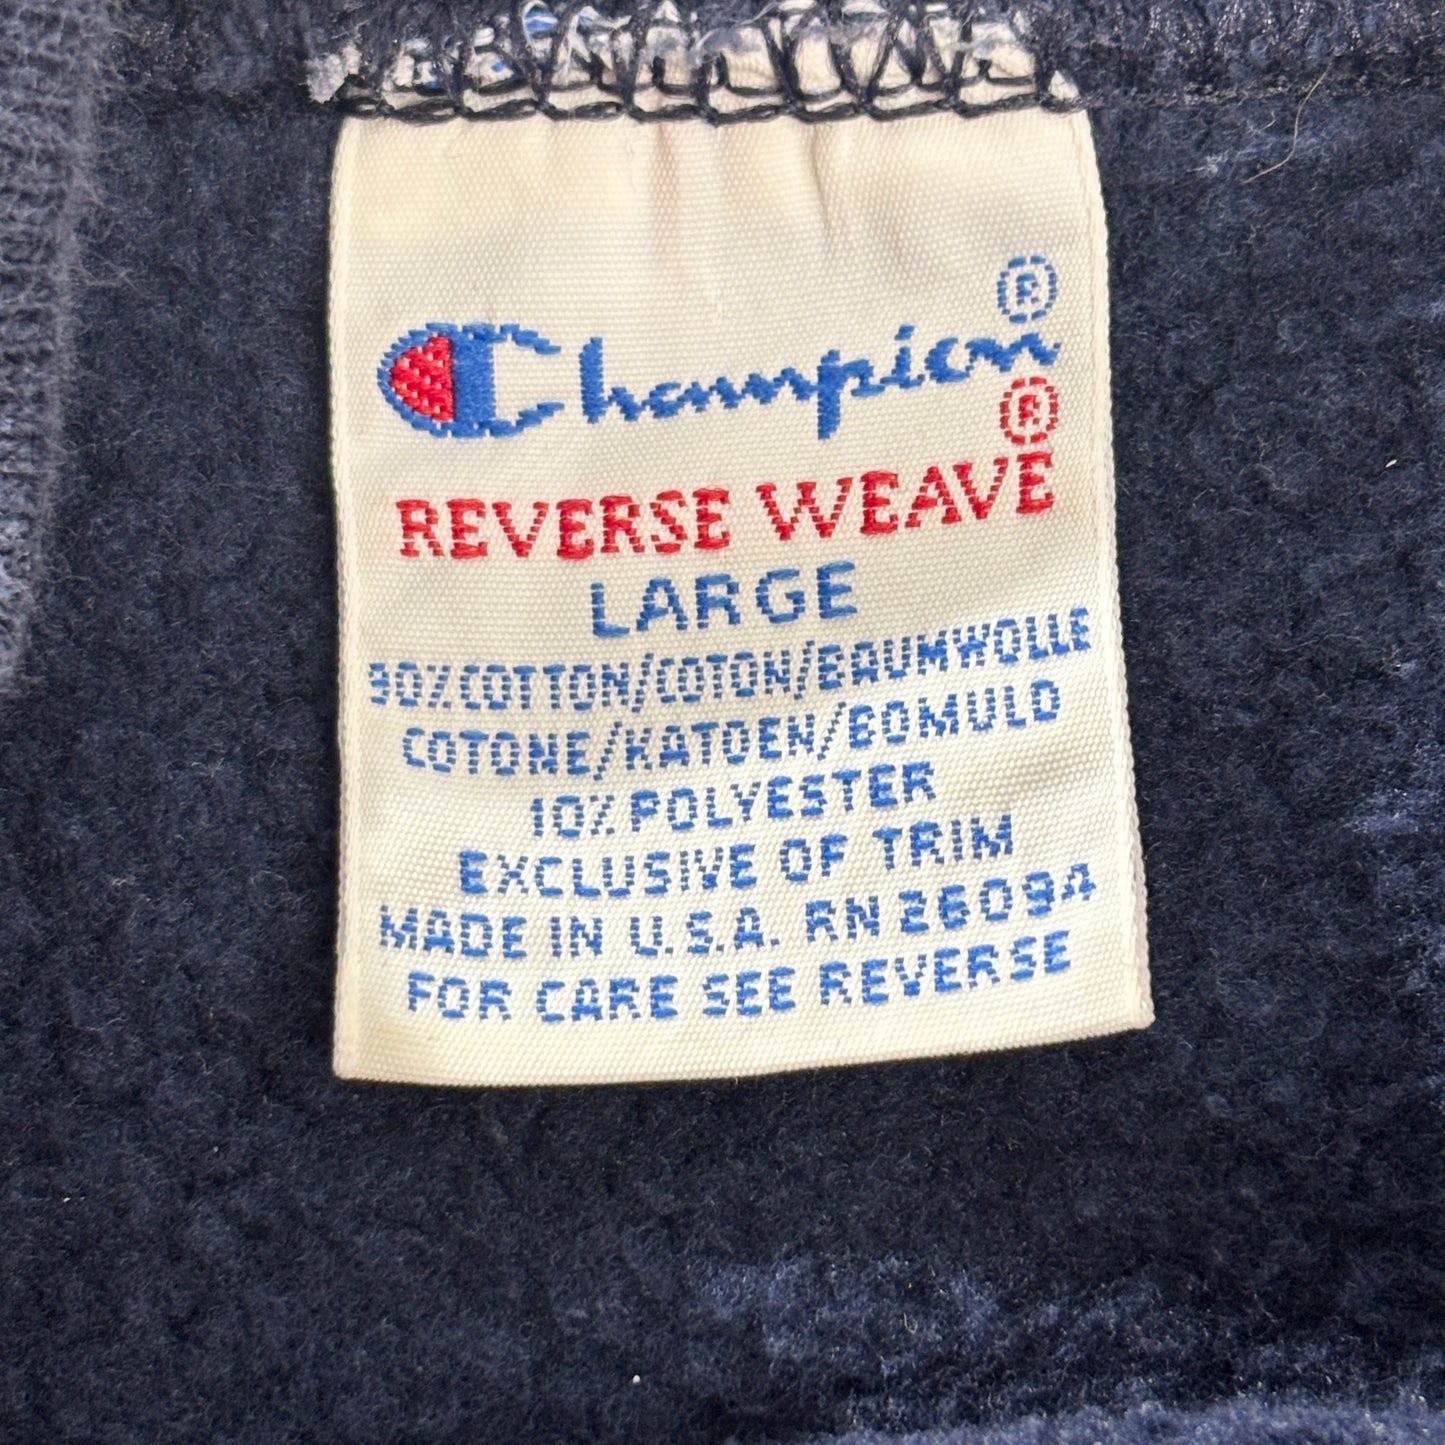 Champion®
REVERSE WEAVE®
LARGE
90% COTTON/COTON/BAUMWOLLE
COTONE/KATOEN/BOMULD
10% POLYESTER
EXCLUSIVE OF TRIM
MADE IN U.S.A. RN 26094
FOR CARE SEE REVERSE